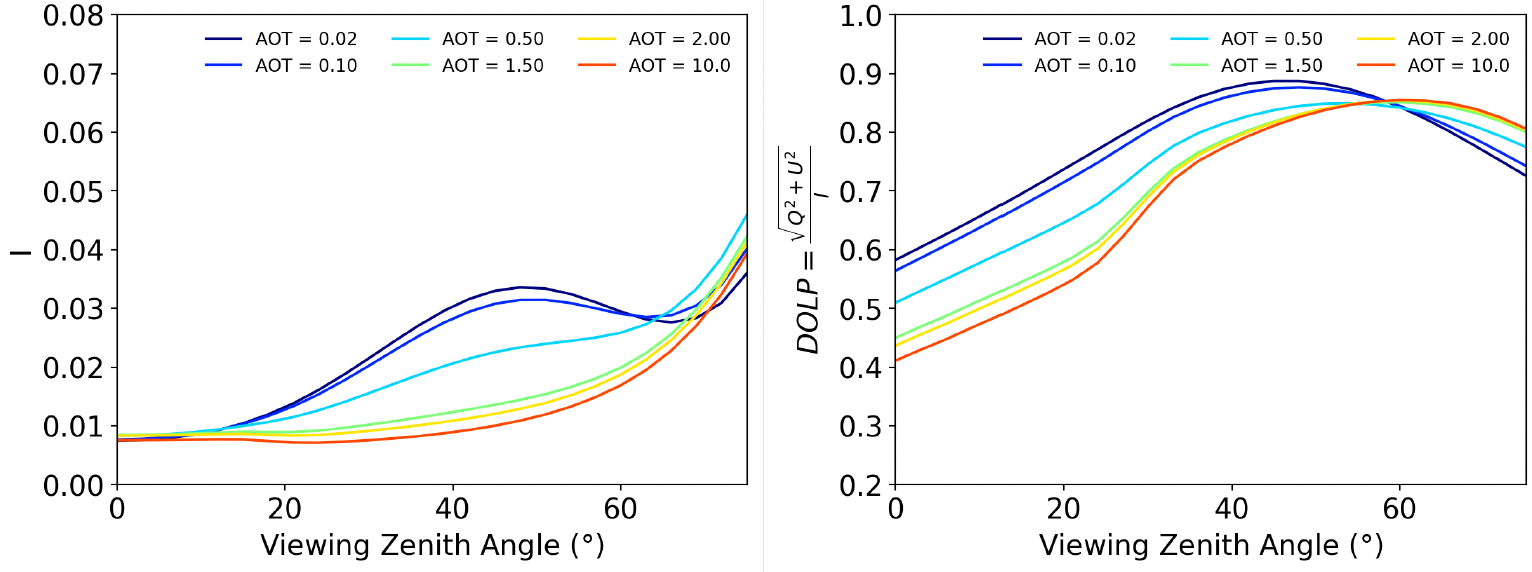 0.08
0.07
0.06
0.05
0.04
0.03
0.02
0.01
0.00
I
AOT = 0.02 AOT = 0.50 AOT = 2.00
AOT = 0.10 AOT = 1.50 AOT = 10.0
0 20 40 60
Viewing Zenith Angle (°)
1.0
0.9
0.8
0.7
0.6
0.5
0.4
0.3
0.2
DOLP = √Q² + U² / I
AOT = 0.02 AOT = 0.50 AOT = 2.00
AOT = 0.10 AOT = 1.50 AOT = 10.0
0 20 40 60
Viewing Zenith Angle (°)